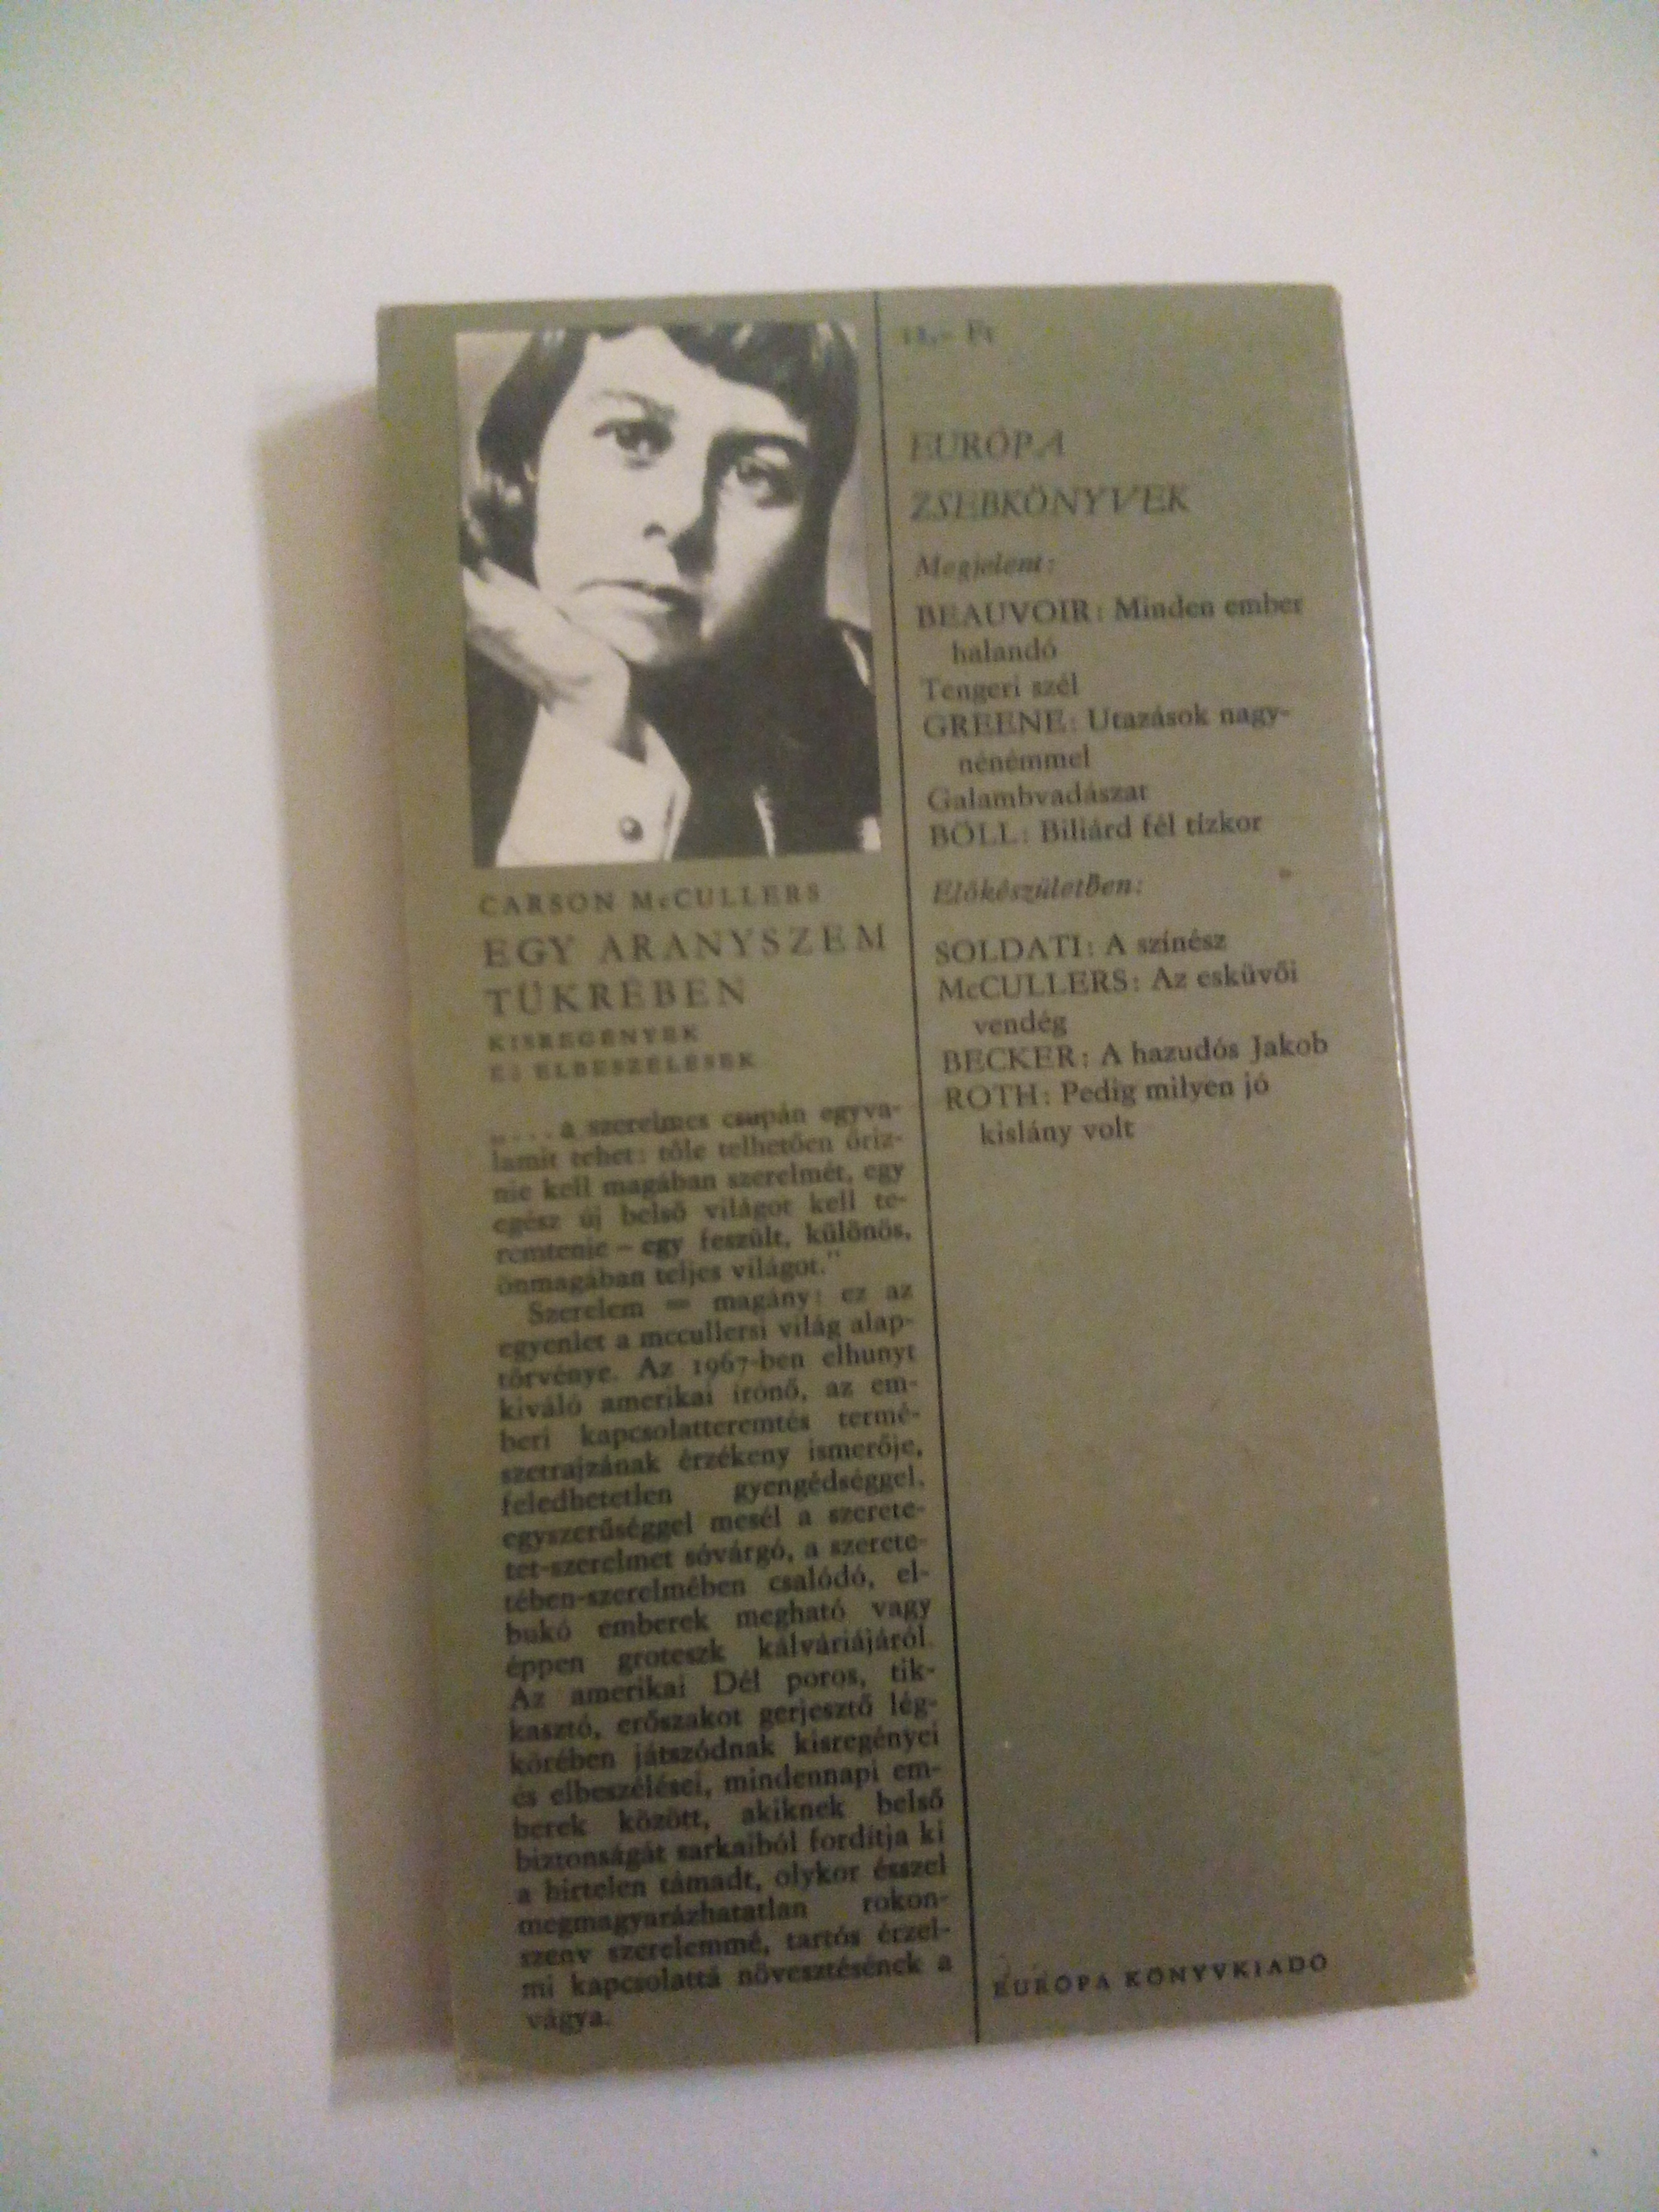 CARSON McCULLERS
EGY ARANYSZEM
TÜKRÉBEN
KISREGÉNYEK
ÉS ELBESZÉLÉSEK
„...a szerelmes csupán egyva-
lamit tehet: tőle telhetően őriz-
nie kell magában szerelmét, egy
egész új belső világot kell te-
remtenie – egy feszült, különös,
önmagában teljes világot."
Szerelem = magány: ez az
egyenlet a mccullersi világ alap-
törvénye. Az 1967-ben elhunyt
kiváló amerikai írónő, az em-
beri kapcsolatteremtés termé-
szetrajzának érzékeny ismerője,
feledhetetlen gyengédséggel,
egyszerűséggel mesél a szerete-
tet-szerelmet sóvárgó, a szerete-
tében-szerelmében csalódó, el-
bukó emberek megható vagy
éppen groteszk kálváriájáról.
Az amerikai Dél poros, tik-
kasztó, erőszakot gerjesztő lég-
körében játszódnak kisregényei
és elbeszélései, mindennapi em-
berek között, akiknek belső
biztonságát sarkaiból fordítja ki
a hirtelen támadt, olykor ésszel
megmagyarázhatatlan rokon-
szenv szerelemmé, tartós érzel-
mi kapcsolattá növesztésének a
vágya.
Ft
EURÓPA
ZSEBKÖNYVEK
Megjelent:
BEAUVOIR: Minden ember
halandó
Tengeri szél
GREENE: Utazások nagy-
nénémmel
Galambvadászat
BÖLL: Biliárd fél tízkor
Előkészületben:
SOLDATI: A színész
McCULLERS: Az esküvői
vendég
BECKER: A hazudós Jakob
ROTH: Pedig milyen jó
kislány volt
EURÓPA KÖNYVKIADÓ